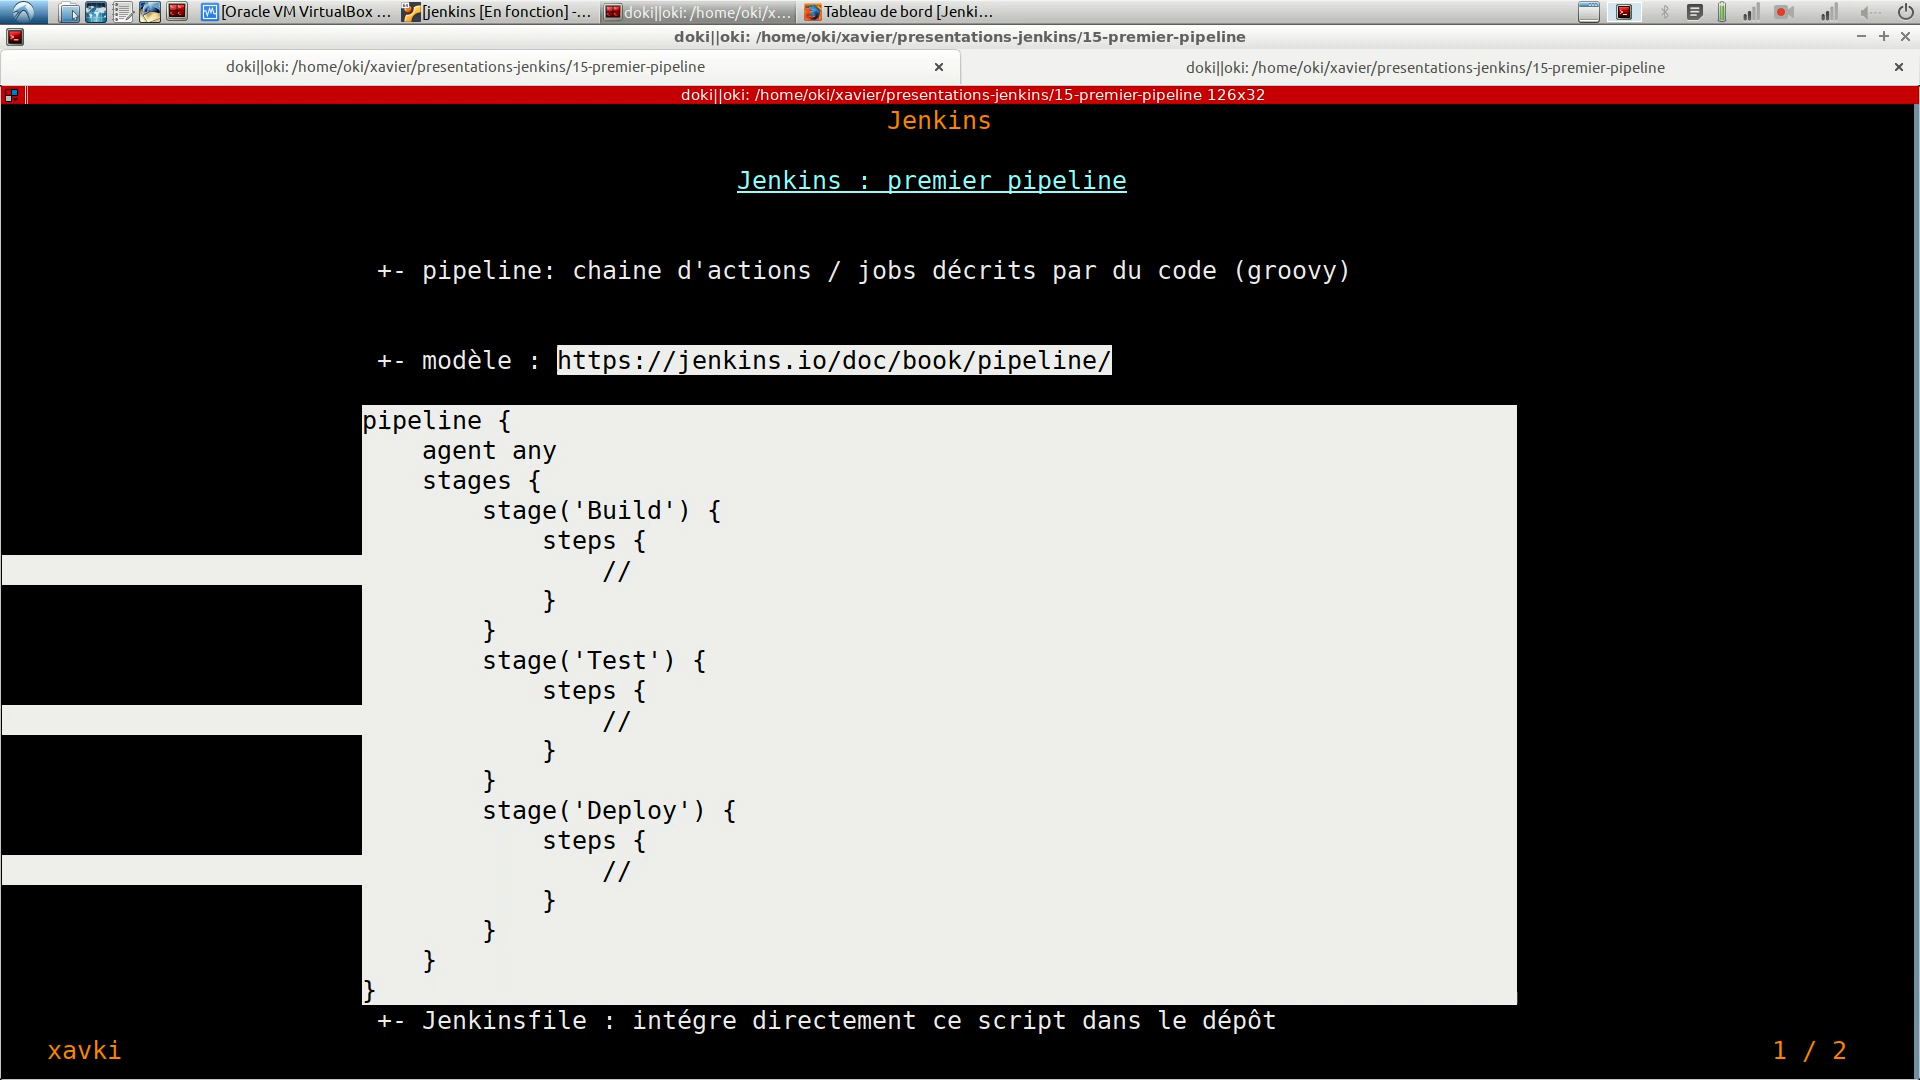 [Oracle VM VirtualBox ... [jenkins [En fonction] -... doki||oki: /home/oki/x... Tableau de bord [Jenki...
doki||oki: /home/oki/xavier/presentations-jenkins/15-premier-pipeline
doki||oki: /home/oki/xavier/presentations-jenkins/15-premier-pipeline doki||oki: /home/oki/xavier/presentations-jenkins/15-premier-pipeline
doki||oki: /home/oki/xavier/presentations-jenkins/15-premier-pipeline 126x32
Jenkins
Jenkins : premier pipeline
+- pipeline: chaine d'actions / jobs décrits par du code (groovy)
+- modèle : https://jenkins.io/doc/book/pipeline/
pipeline {
    agent any
    stages {
        stage('Build') {
            steps {
                //
            }
        }
        stage('Test') {
            steps {
                //
            }
        }
        stage('Deploy') {
            steps {
                //
            }
        }
    }
}
+- Jenkinsfile : intégre directement ce script dans le dépôt
xavki 1 / 2